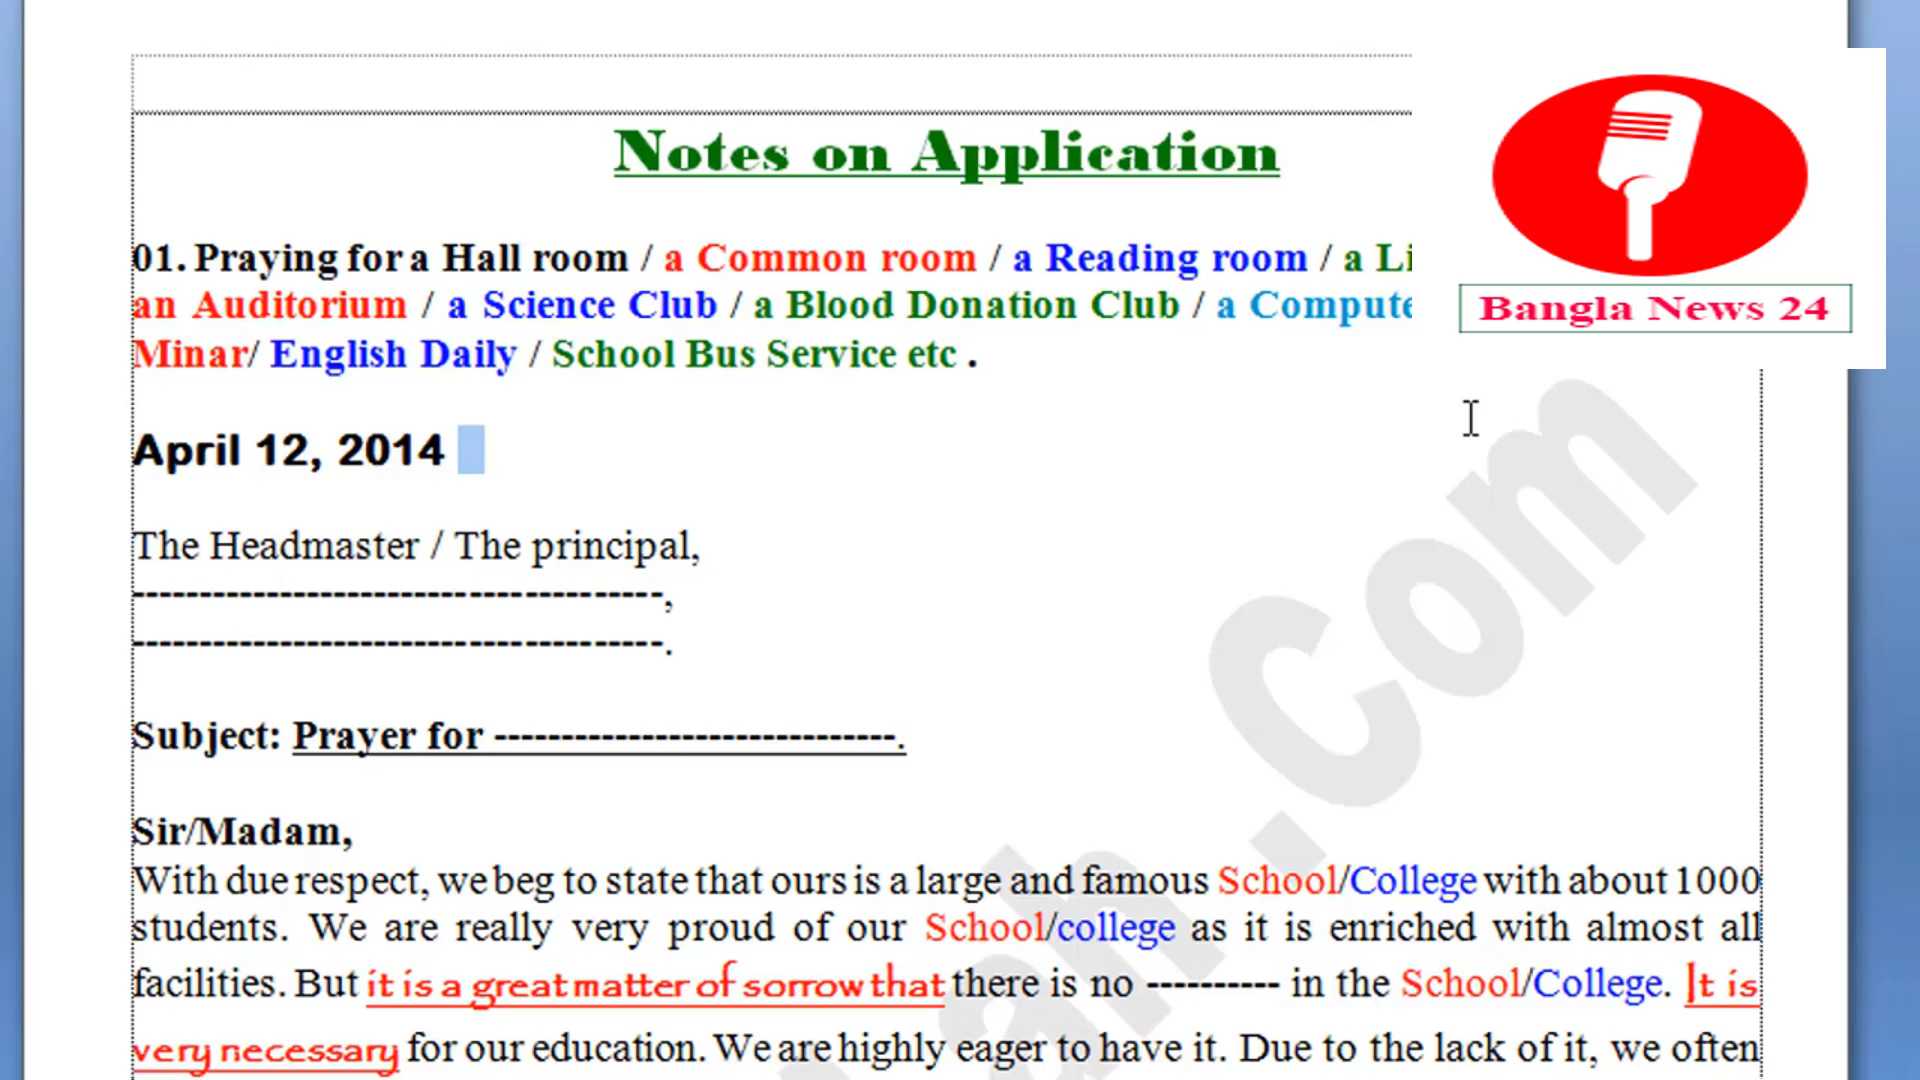 Notes on Application
01. Praying for a Hall room / a Common room / a Reading room / a
an Auditorium / a Science Club / a Blood Donation Club / a
Minar/ English Daily / School Bus Service etc .
Bangla News 24
April 12, 2014
The Headmaster / The principal,
---------------------------------------,
---------------------------------------.
Subject: Prayer for ------------------------------.
Sir/Madam,
With due respect, we beg to state that ours is a large and famous School/College with about 1000
students. We are really very proud of our School/college as it is enriched with almost all
facilities. But it is a great matter of sorrow that there is no ---------- in the School/College. It is
very necessary for our education. We are highly eager to have it. Due to the lack of it, we often
.Com